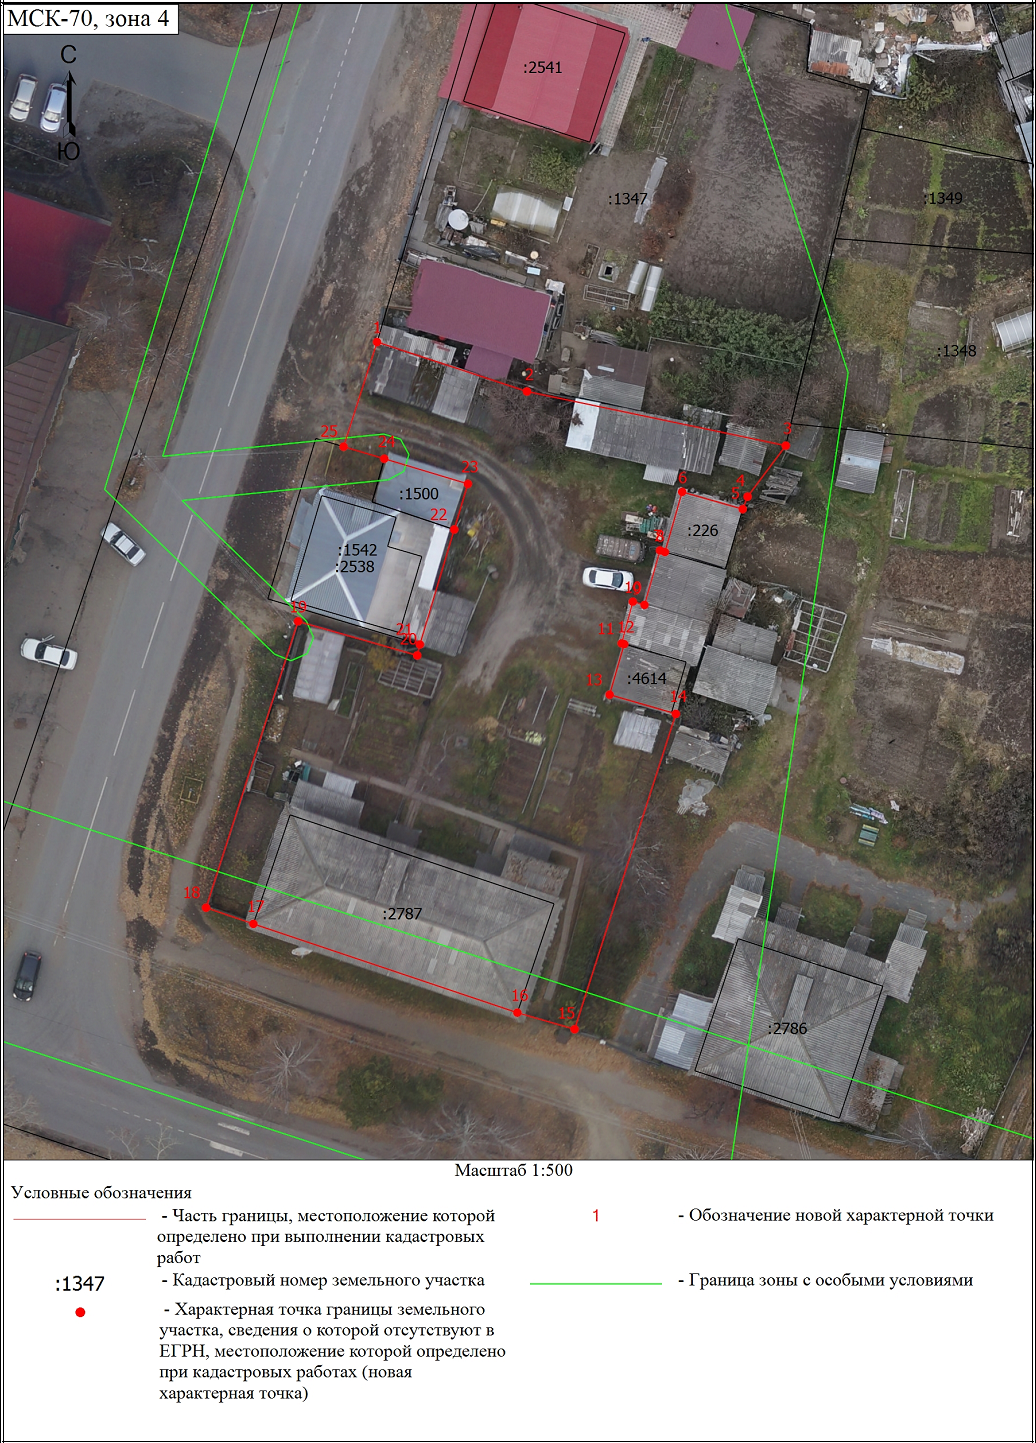 МСК-70, зона 4
С
Ю
:2541
:1347
:1349
:1348
1
2
3
25
24
23
:1500
22
6
4
5
:226
:1542
:2538
8
10
19
21
20
11
12
13
:4614
14
18
17
:2787
16
15
:2786
Масштаб 1:500
Условные обозначения
- Часть границы, местоположение которой
определено при выполнении кадастровых
работ
1
- Обозначение новой характерной точки
:1347
- Кадастровый номер земельного участка
- Граница зоны с особыми условиями
- Характерная точка границы земельного
участка, сведения о которой отсутствуют в
ЕГРН, местоположение которой определено
при кадастровых работах (новая
характерная точка)